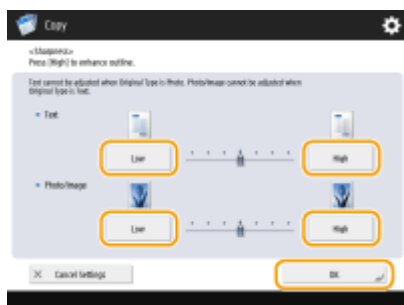 Copy
<Sharpness>
Press [High] to enhance outline.
Text cannot be adjusted when Original Type is Photo. Photo/Image cannot be adjusted when
Original Type is Text.
Text
Low High
Photo/Image
Low High
Cancel Settings OK